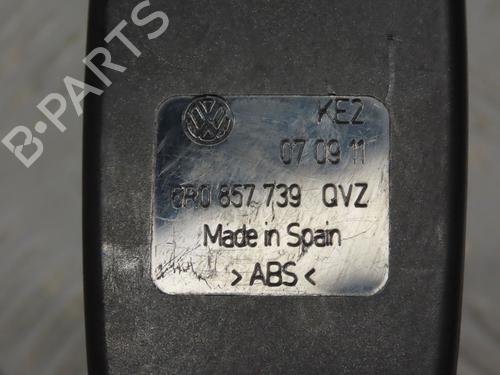 B-PARTS
KE2
07 09 11
6R0 857 739 QVZ
Made in Spain
>ABS<